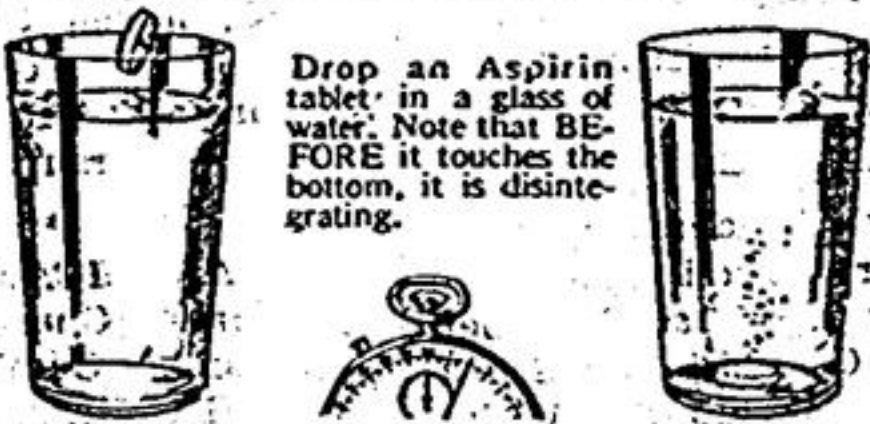 Drop an Aspirin
tablet in a glass of
water. Note that BE-
FORE it touches the
bottom, it is disinte-
grating.